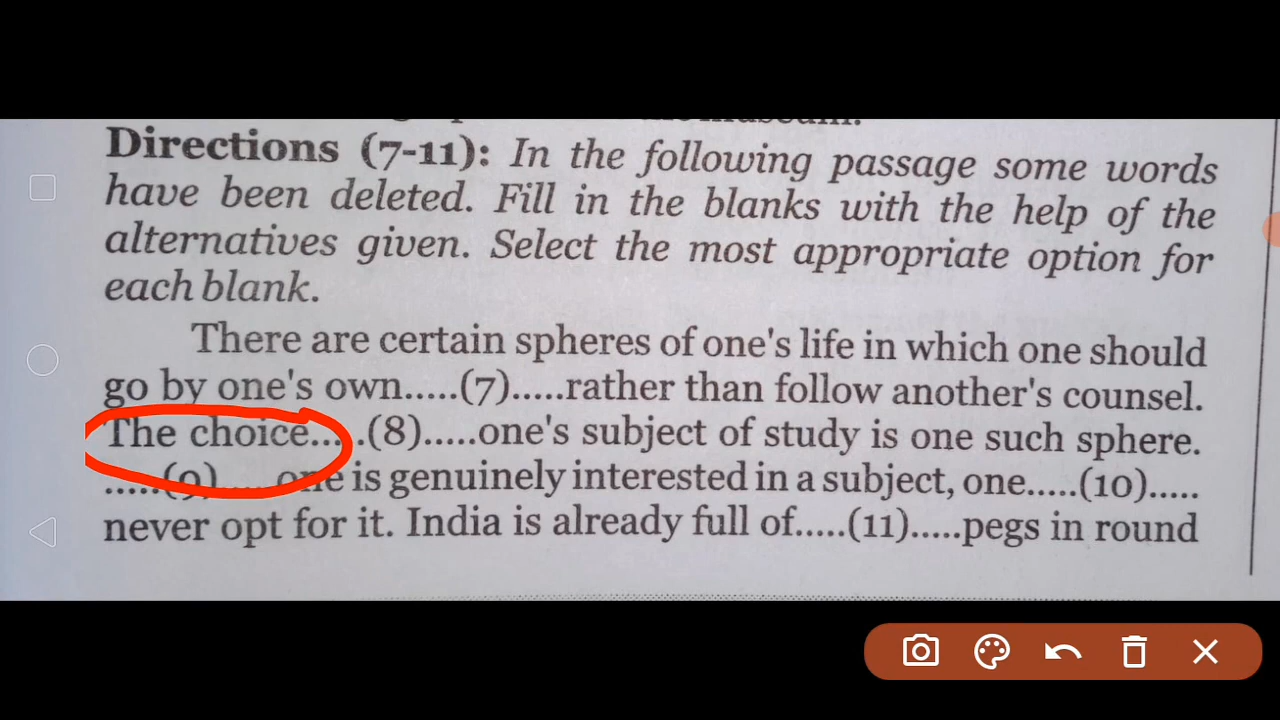 Directions (7-11): In the following passage some words
have been deleted. Fill in the blanks with the help of the
alternatives given. Select the most appropriate option for
each blank.
There are certain spheres of one's life in which one should
go by one's own.....(7).....rather than follow another's counsel.
The choice.....(8).....one's subject of study is one such sphere.
.....(9).....one is genuinely interested in a subject, one.....(10).....
never opt for it. India is already full of.....(11).....pegs in round